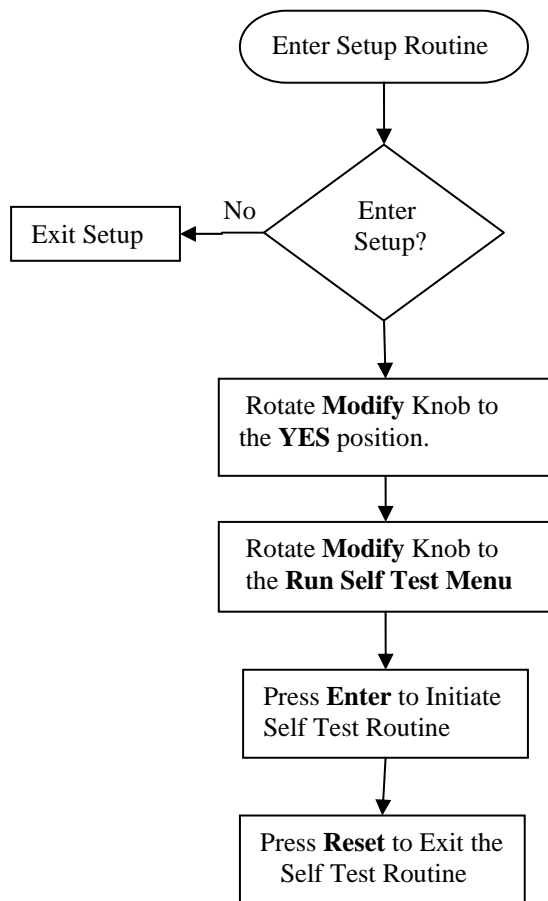 Enter Setup Routine
No
Enter
Setup?
Exit Setup
Rotate Modify Knob to
the YES position.
Rotate Modify Knob to
the Run Self Test Menu
Press Enter to Initiate
Self Test Routine
Press Reset to Exit the
Self Test Routine